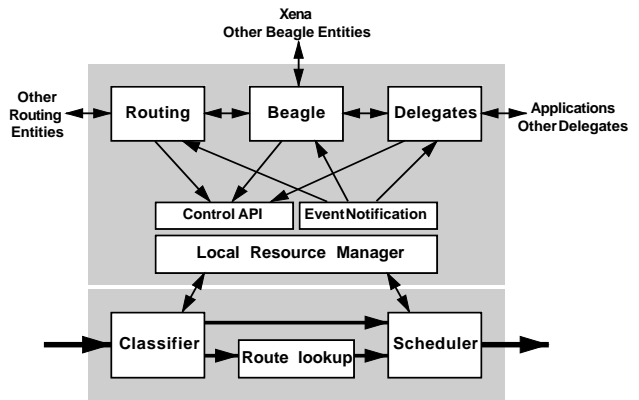 Xena
Other Beagle Entities
Other
Routing
Entities
Routing
Beagle
Delegates
Applications
Other Delegates
Control API
Event Notification
Local Resource Manager
Classifier
Route lookup
Scheduler